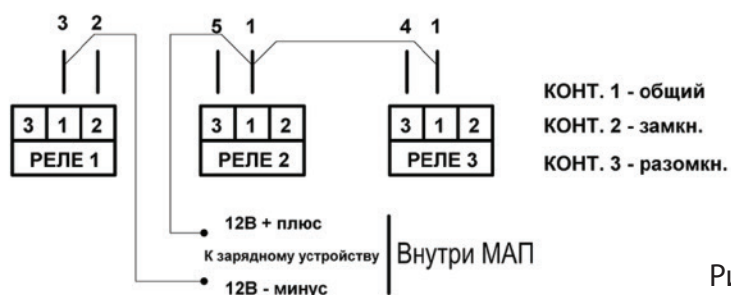 3 2 5 1 4 1
3 1 2 3 1 2 3 1 2
РЕЛЕ 1 РЕЛЕ 2 РЕЛЕ 3
КОНТ. 1 - общий
КОНТ. 2 - замкн.
КОНТ. 3 - разомкн.
12В + плюс
К зарядному устройству
12В - минус
Внутри МАП
Ри